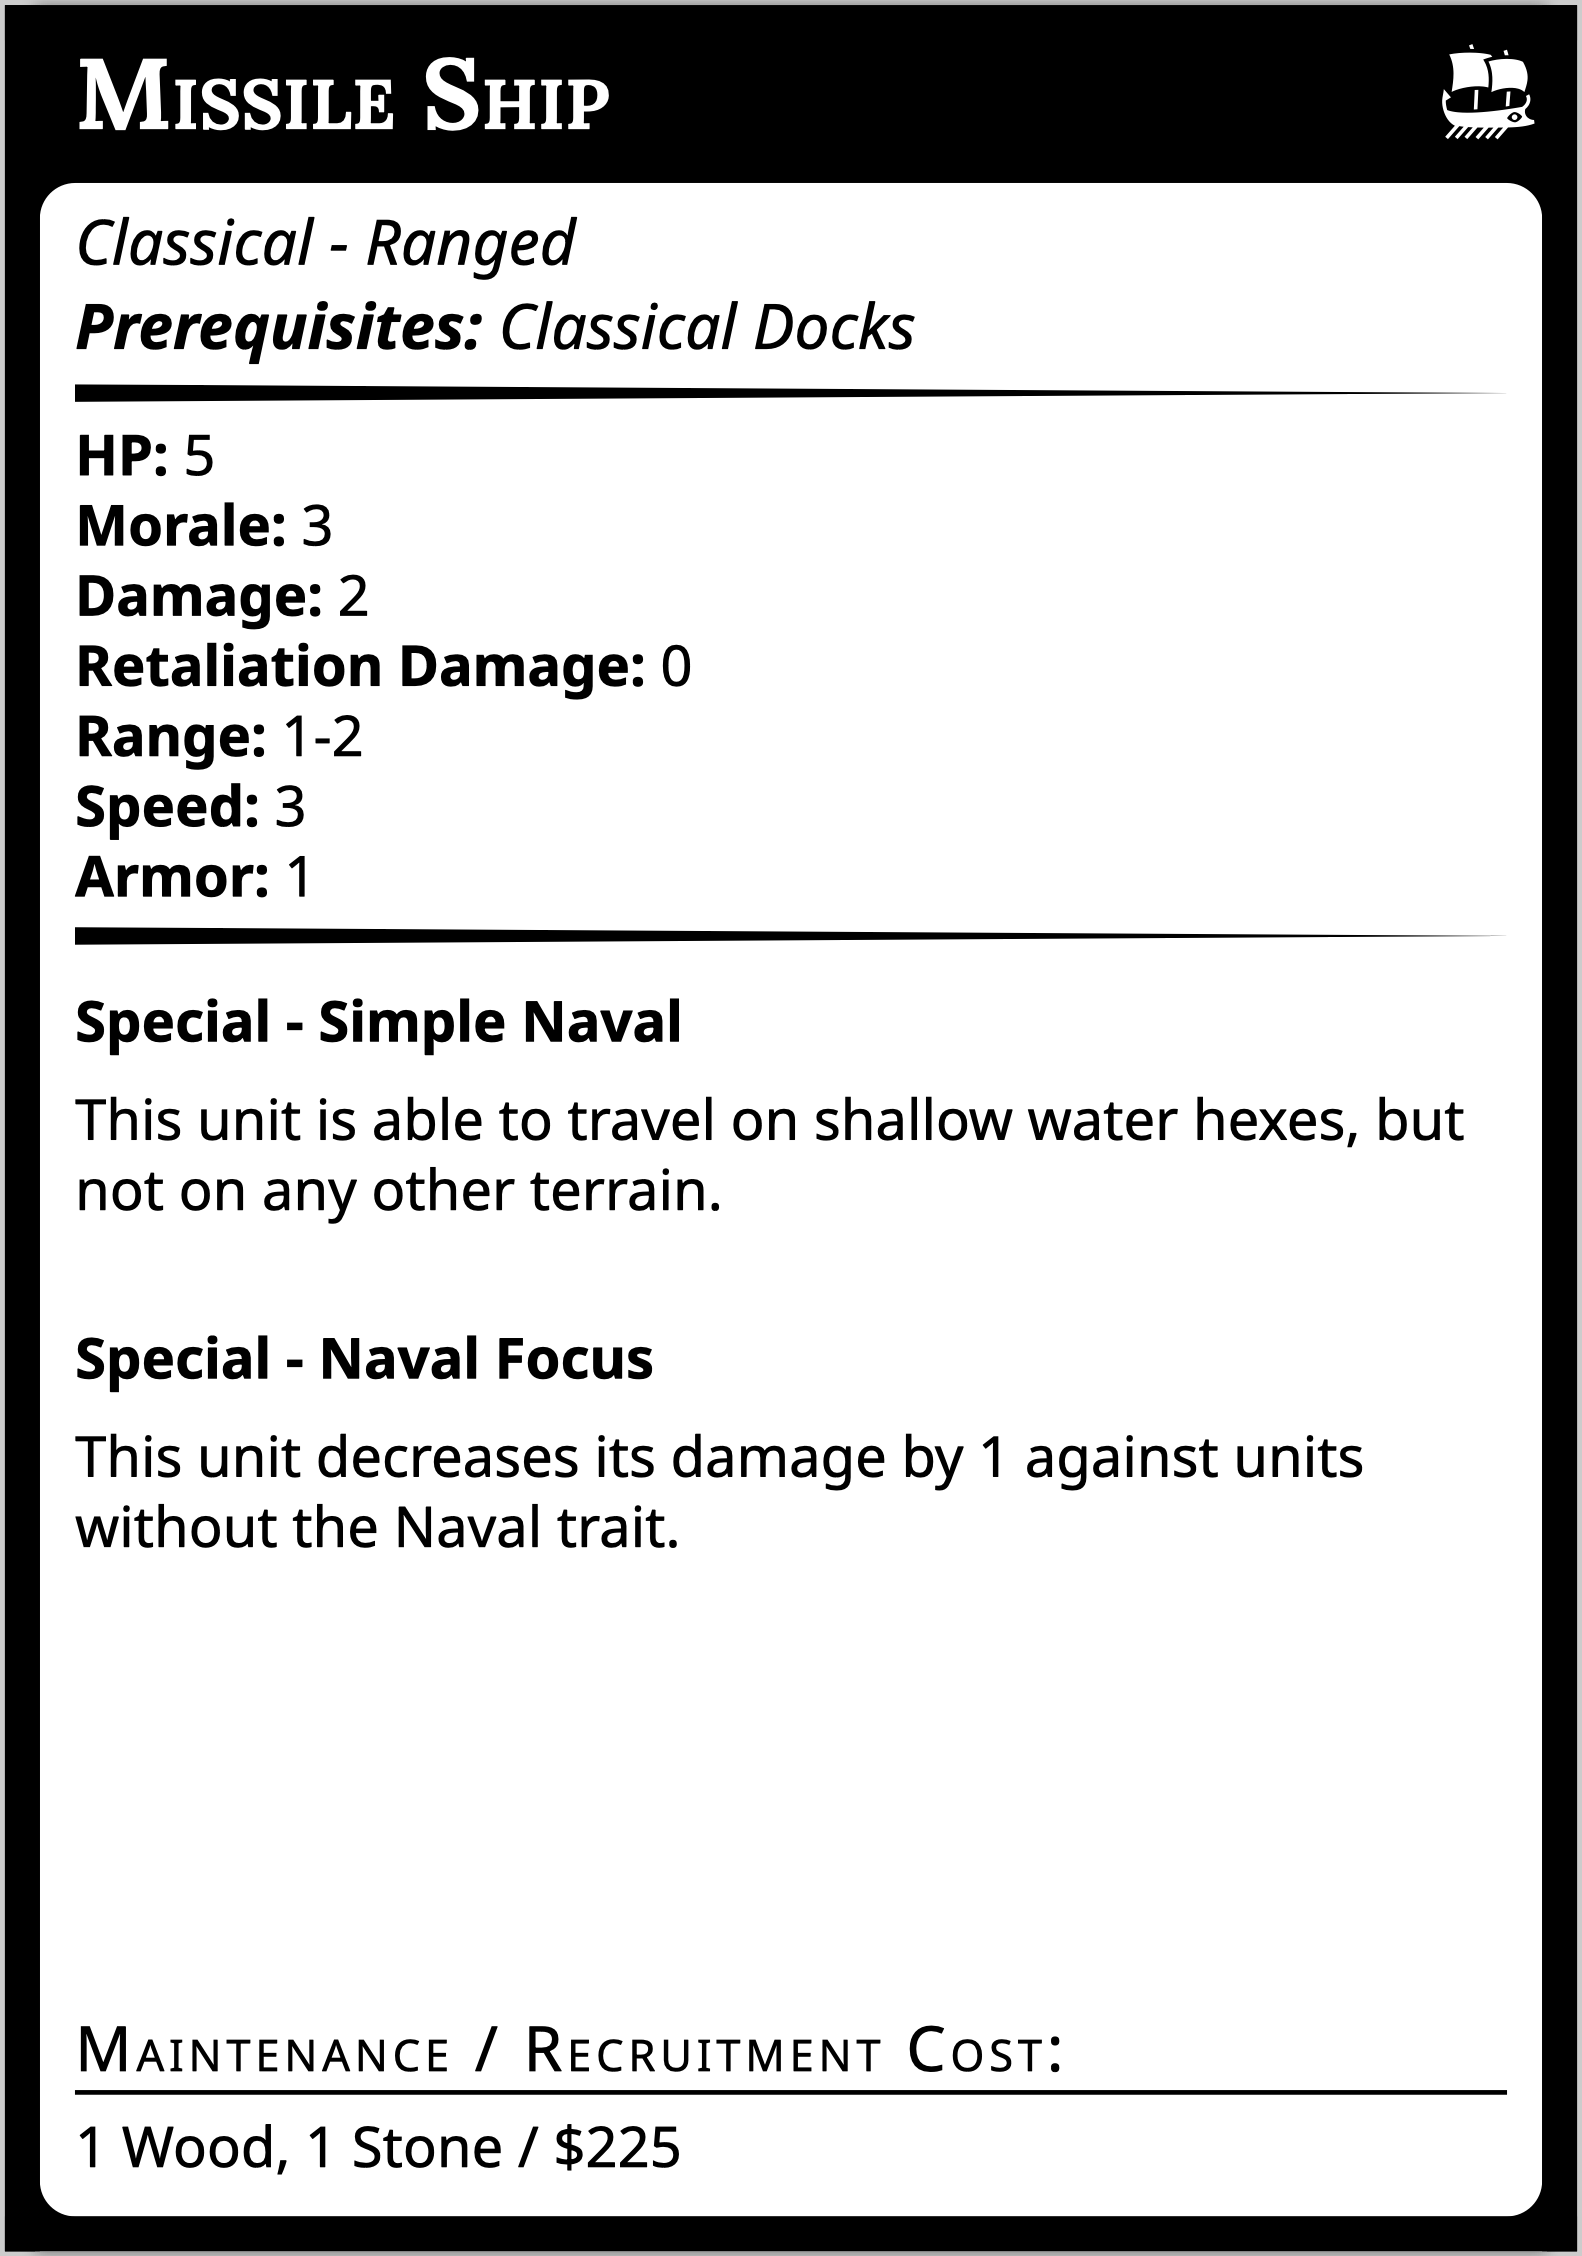 Missile Ship
Classical - Ranged
Prerequisites: Classical Docks
HP: 5
Morale: 3
Damage: 2
Retaliation Damage: 0
Range: 1-2
Speed: 3
Armor: 1
Special - Simple Naval
This unit is able to travel on shallow water hexes, but
not on any other terrain.
Special - Naval Focus
This unit decreases its damage by 1 against units
without the Naval trait.
Maintenance / Recruitment Cost:
1 Wood, 1 Stone / $225